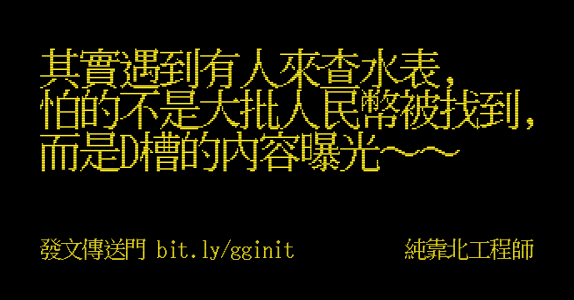 其實遇到有人來查水表,
怕的不是大批人民幣被找到,
而是D槽的內容曝光～～
發文傳送門 bit.ly/gginit
純靠北工程師